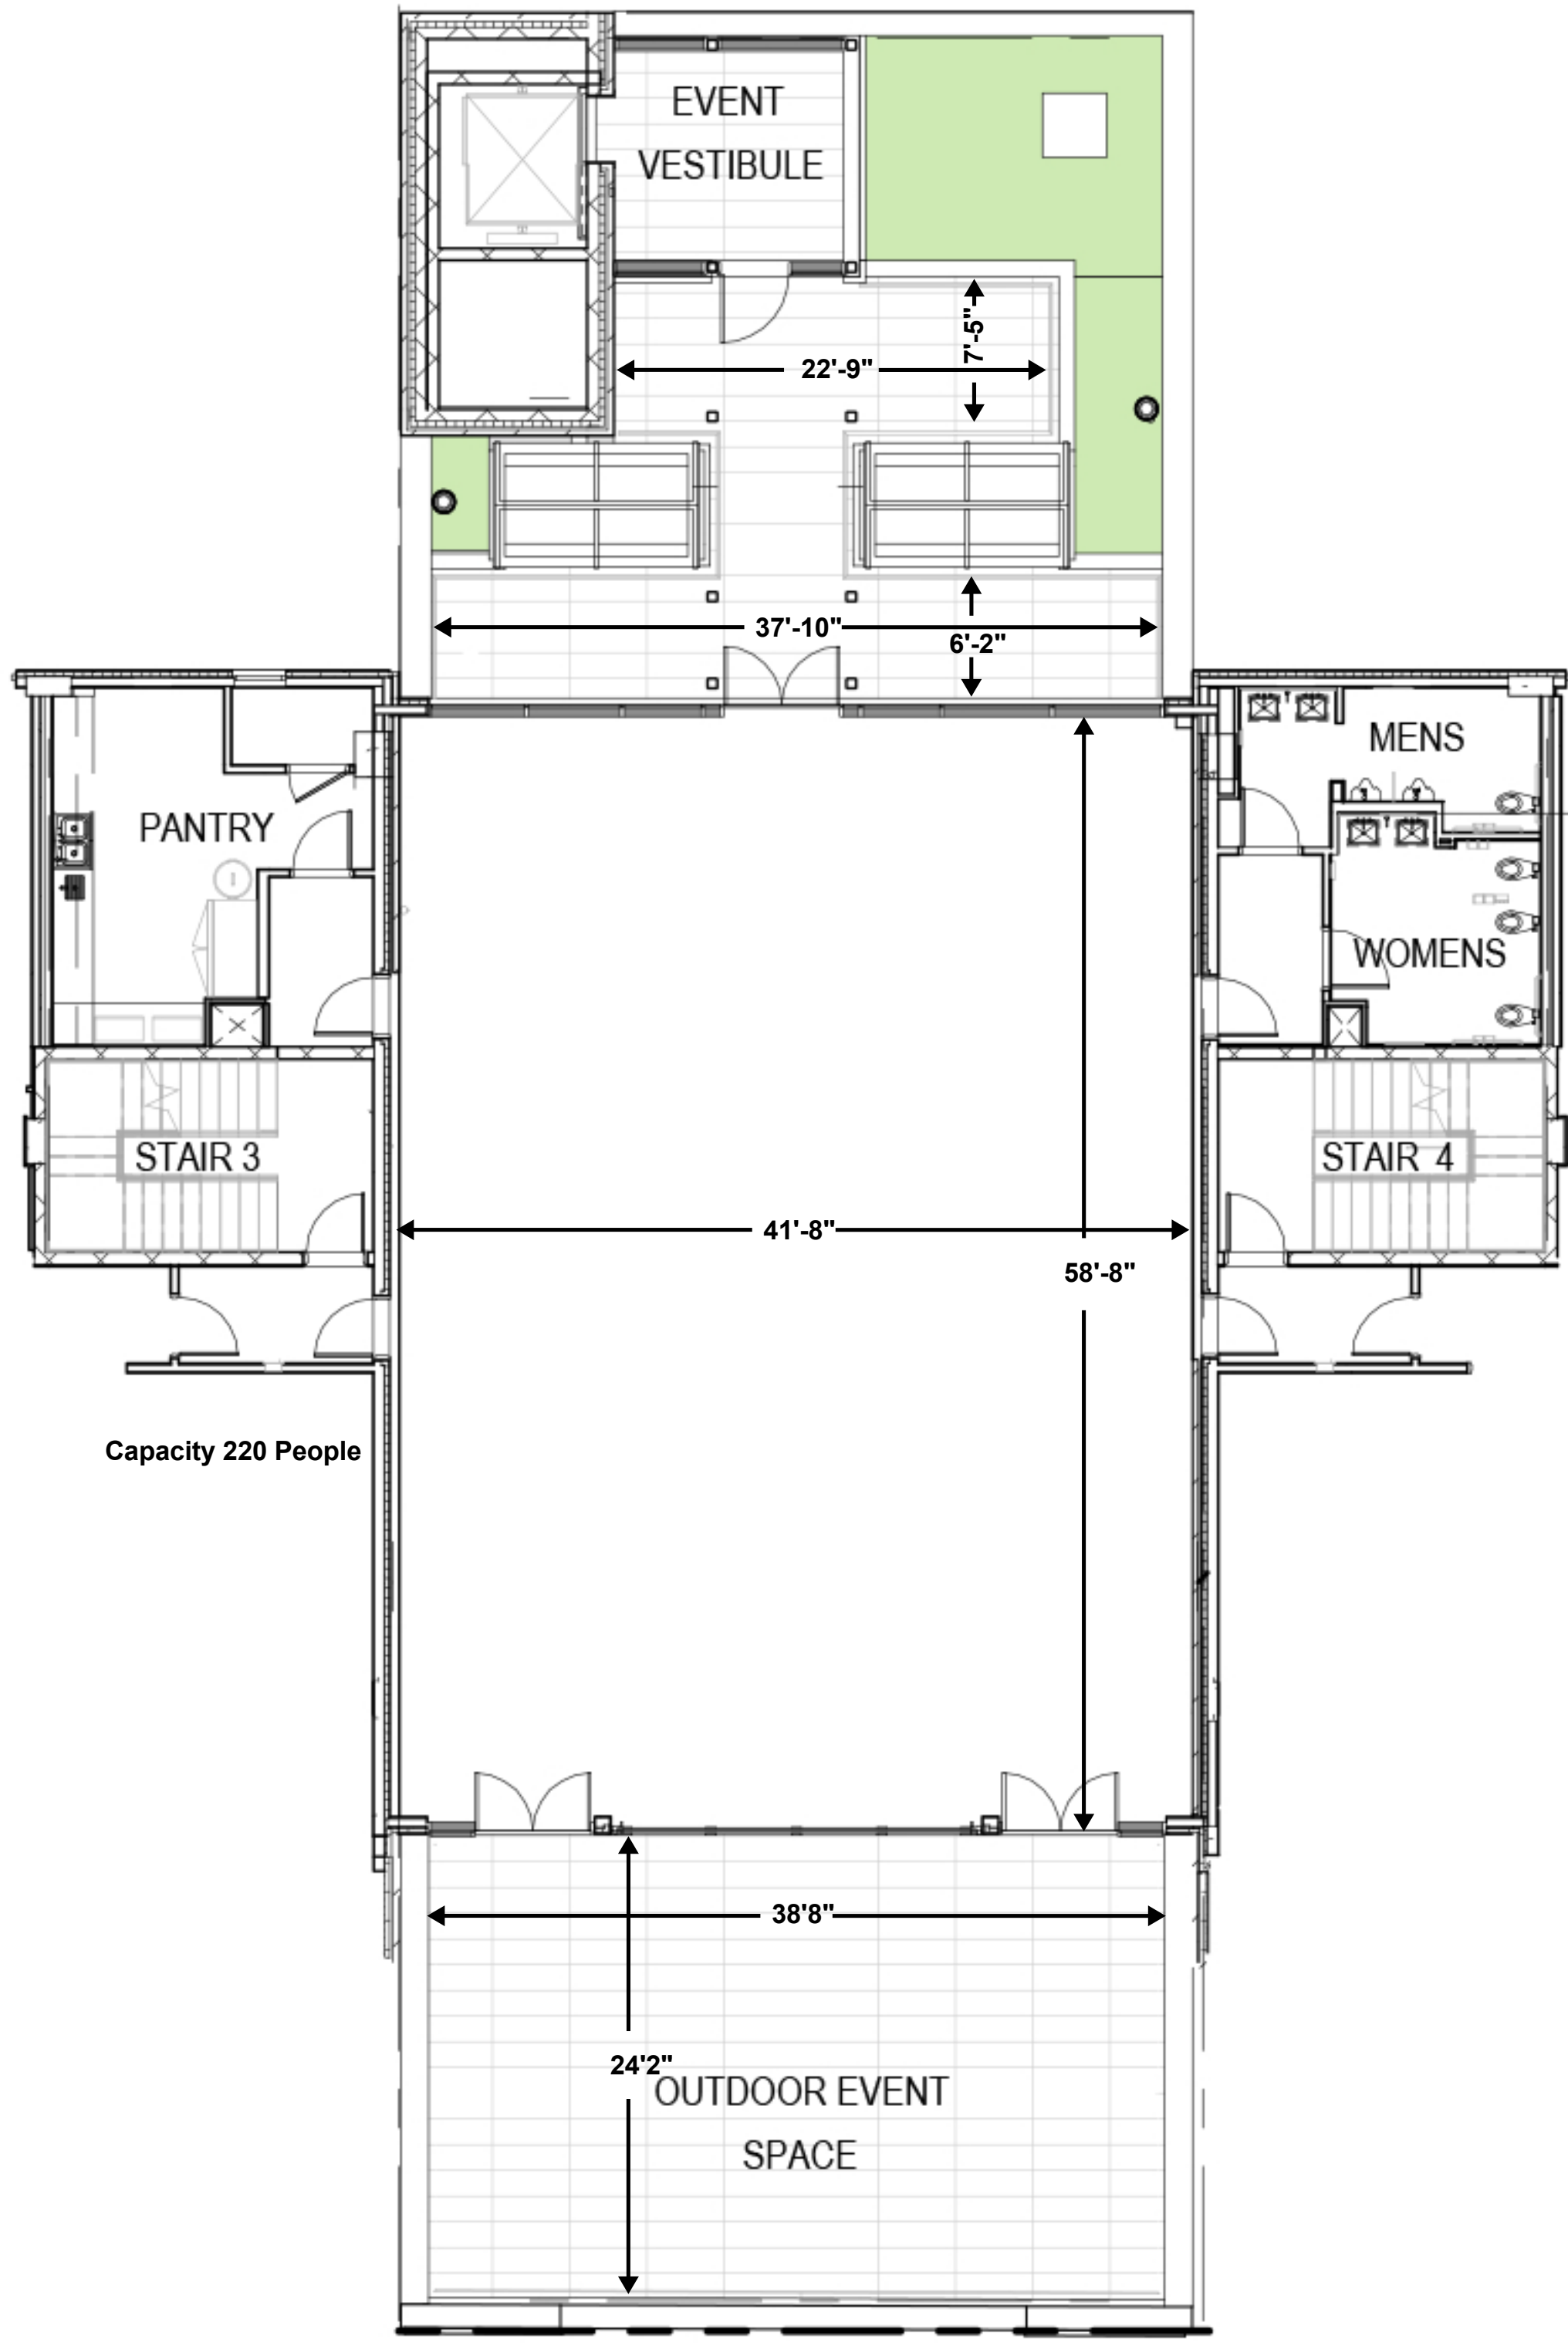 EVENT
VESTIBULE
7'-5"
22'-9"
37'-10"
6'-2"
MENS
PANTRY
WOMENS
STAIR 3
STAIR 4
41'-8"
58'-8"
Capacity 220 People
38'8"
24'2"
OUTDOOR EVENT
SPACE